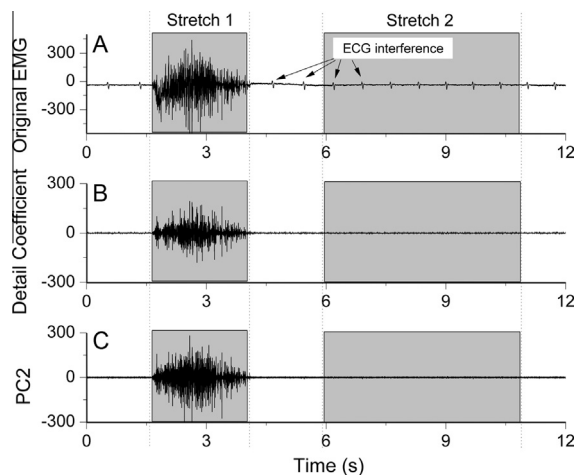 Stretch 1
Stretch 2
Original EMG
A
ECG interference
300
0
-300
0
3
6
9
12
Detail Coefficient
B
300
0
-300
0
3
6
9
12
PC2
C
300
0
-300
0
3
6
9
12
Time (s)